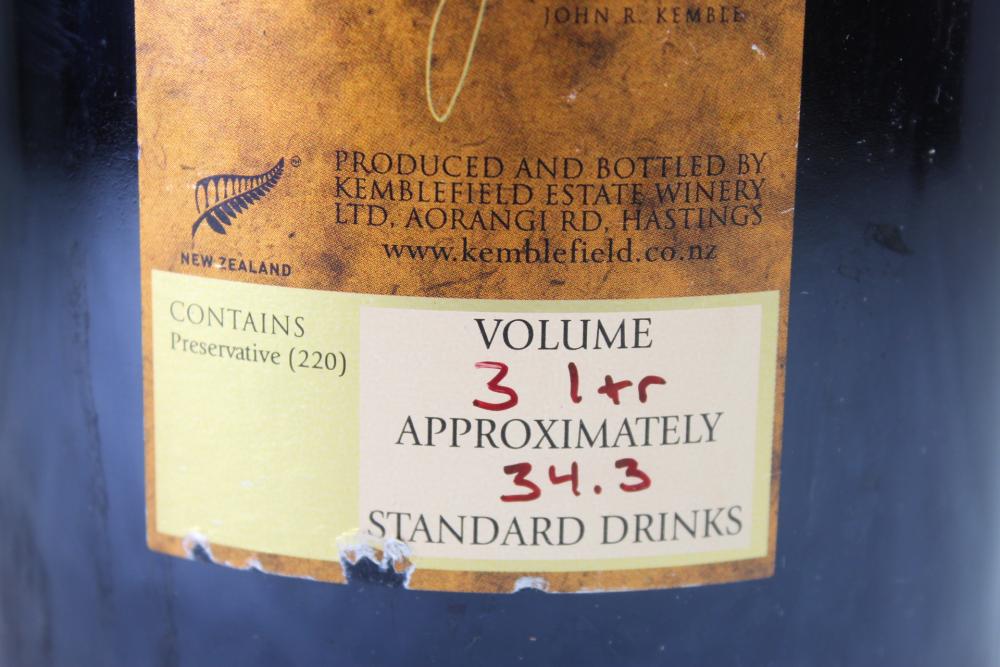 JOHN R. KEMBLE
PRODUCED AND BOTTLED BY
KEMBLEFIELD ESTATE WINERY
LTD, AORANGI RD, HASTINGS
www.kemblefield.co.nz
NEW ZEALAND
CONTAINS
Preservative (220)
VOLUME
3 ltr
APPROXIMATELY
34.3
STANDARD DRINKS